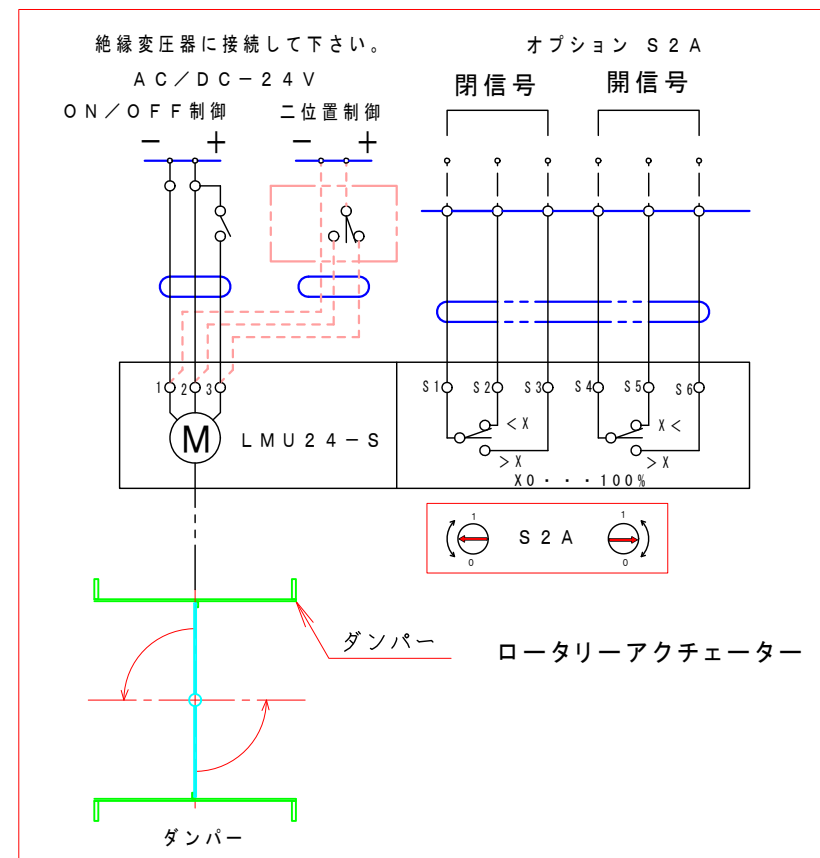 絶縁変圧器に接続して下さい。
オプション S2A
AC/DC-24V
閉信号
開信号
ON/OFF制御
二位置制御
- +
- +
1 2 3
S1 S2 S3 S4 S5 S6
M
LMU24-S
<X
X<
>X
>X
X0・・・100%
1
1
S2A
0
0
ダンパー
ロータリーアクチェーター
ダンパー